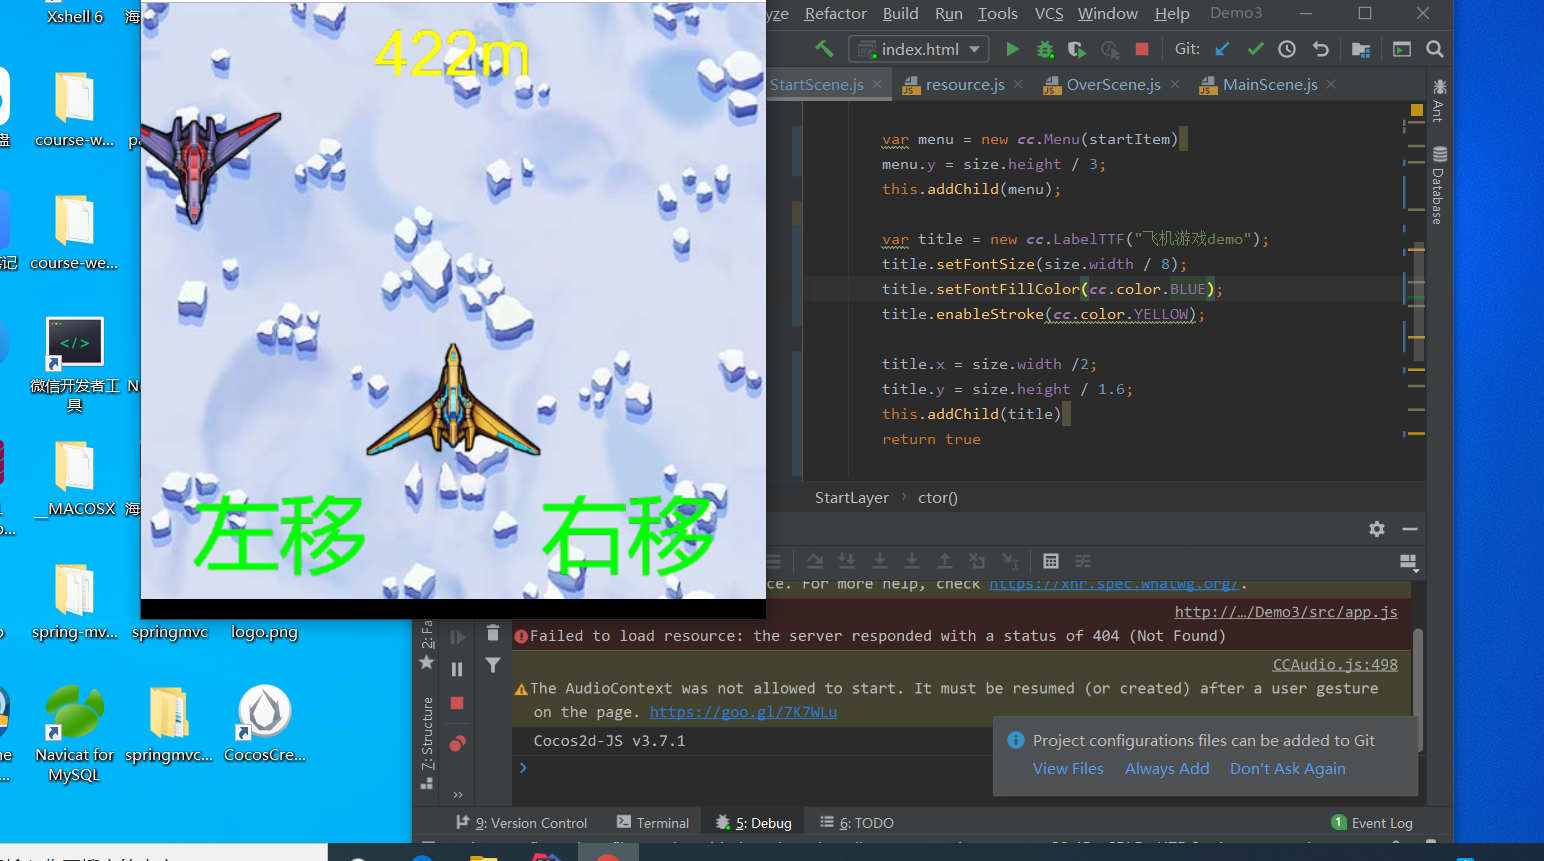 Xshell 6
course-w...
course-we...
微信开发者工
具
__MACOSX
spring-mv...
springmvc
logo.png
Navicat for
MySQL
springmvc...
CocosCre...
422m
左移
右移
Refactor Build Run Tools VCS Window Help Demo3
index.html
Git:
StartScene.js
resource.js
OverScene.js
MainScene.js
Ant
Database
var menu = new cc.Menu(startItem)
menu.y = size.height / 3;
this.addChild(menu);
var title = new cc.LabelTTF("飞机游戏demo");
title.setFontSize(size.width / 8);
title.setFontFillColor(cc.color.BLUE);
title.enableStroke(cc.color.YELLOW);
title.x = size.width /2;
title.y = size.height / 1.6;
this.addChild(title)
return true
StartLayer › ctor()
ce. For more help, check https://xhr.spec.whatwg.org/.
http://…/Demo3/src/app.js
Failed to load resource: the server responded with a status of 404 (Not Found)
CCAudio.js:498
The AudioContext was not allowed to start. It must be resumed (or created) after a user gesture
on the page. https://goo.gl/7K7WLu
Cocos2d-JS v3.7.1
Project configurations files can be added to Git
View Files Always Add Don't Ask Again
2: Fa
7: Structure
9: Version Control
Terminal
5: Debug
6: TODO
1 Event Log